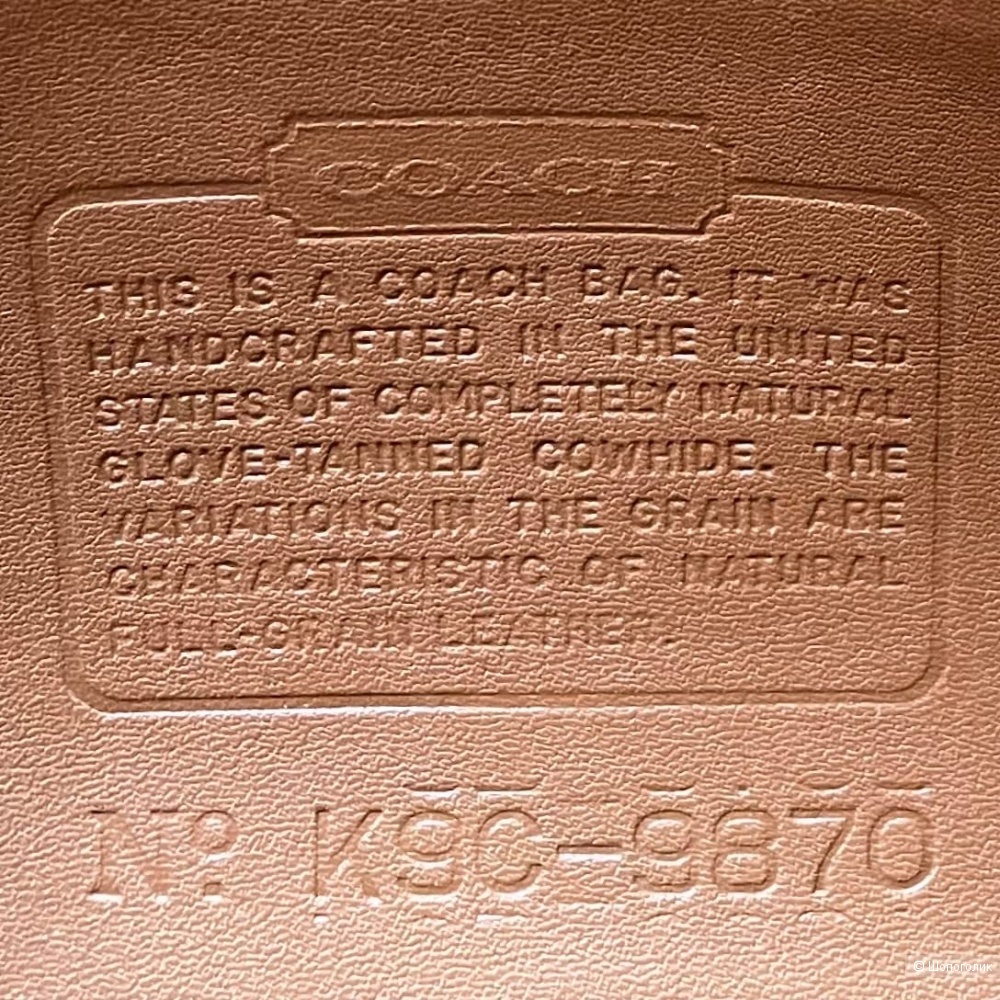 COACH
THIS IS A COACH BAG. IT WAS
HANDCRAFTED IN THE UNITED
STATES OF COMPLETELY NATURAL
GLOVE-TANNED COWHIDE. THE
VARIATIONS IN THE GRAIN ARE
CHARACTERISTIC OF NATURAL
FULL-GRAIN LEATHER.
Nº K9C-9870
© Шопоголик